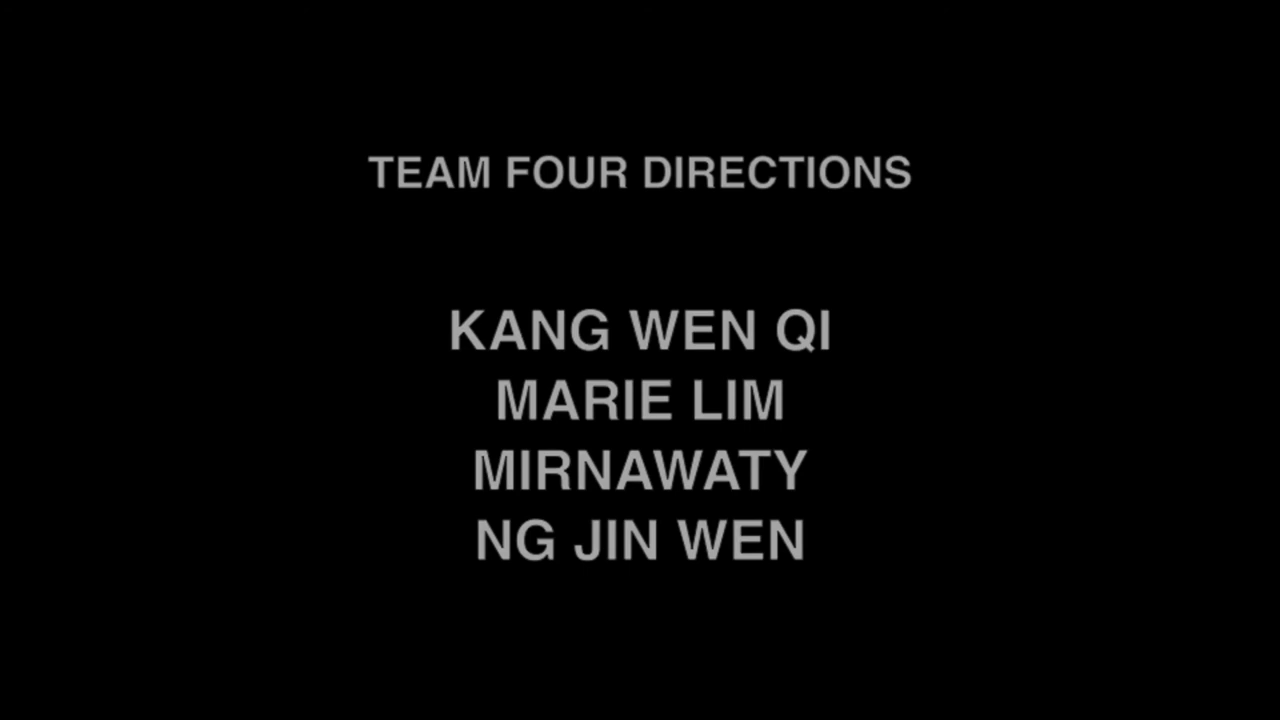 TEAM FOUR DIRECTIONS
KANG WEN QI
MARIE LIM
MIRNAWATY
NG JIN WEN